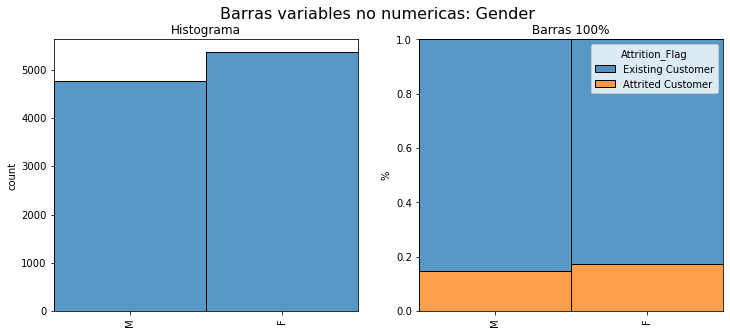 Barras variables no numericas: Gender
Histograma
5000
4000
3000
2000
1000
0
count
M
F
Barras 100%
1.0
0.8
0.6
0.4
0.2
0.0
%
M
F
Attrition_Flag
Existing Customer
Attrited Customer